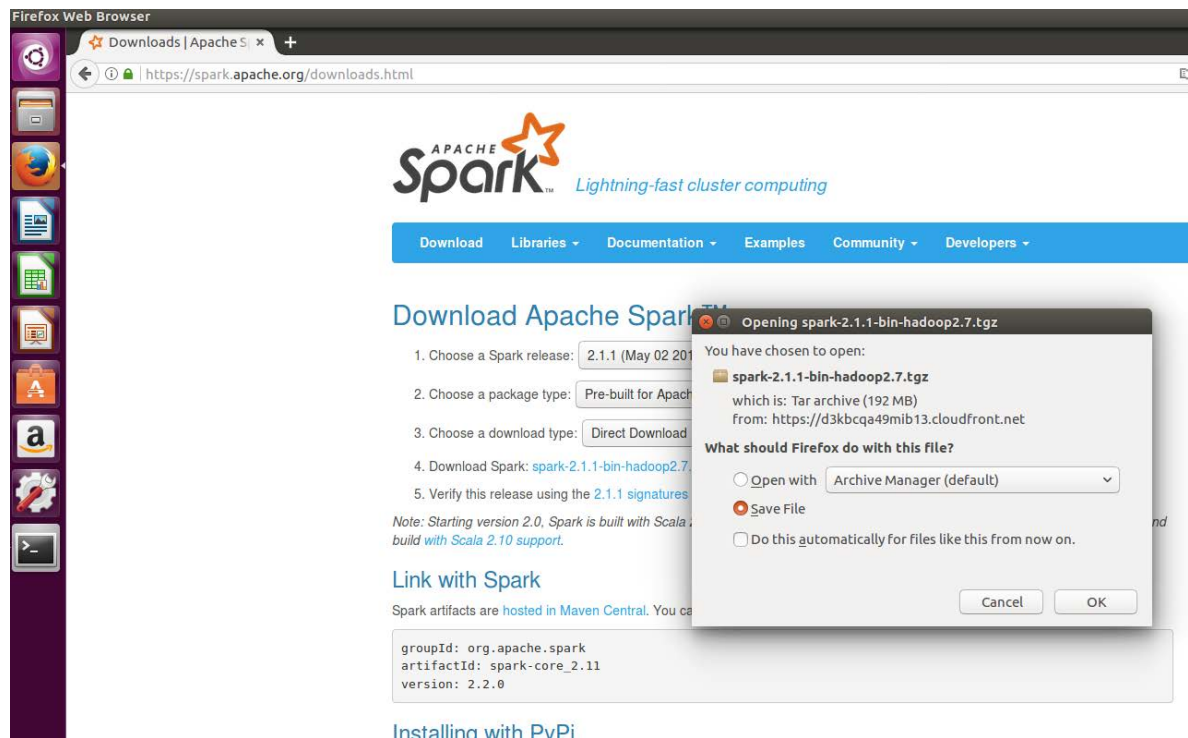 Firefox Web Browser
Downloads | Apache S
https://spark.apache.org/downloads.html
APACHE
Spark™
Lightning-fast cluster computing
Download Libraries Documentation Examples Community Developers
Download Apache Spark™
1. Choose a Spark release: 2.1.1 (May 02 201
2. Choose a package type: Pre-built for Apach
3. Choose a download type: Direct Download
4. Download Spark: spark-2.1.1-bin-hadoop2.7.
5. Verify this release using the 2.1.1 signatures
Note: Starting version 2.0, Spark is built with Scala nd
build with Scala 2.10 support.
Link with Spark
Spark artifacts are hosted in Maven Central. You ca
groupId: org.apache.spark
artifactId: spark-core_2.11
version: 2.2.0
Installing with PyPi
Opening spark-2.1.1-bin-hadoop2.7.tgz
You have chosen to open:
spark-2.1.1-bin-hadoop2.7.tgz
which is: Tar archive (192 MB)
from: https://d3kbcqa49mib13.cloudfront.net
What should Firefox do with this file?
Open with Archive Manager (default)
Save File
Do this automatically for files like this from now on.
Cancel OK